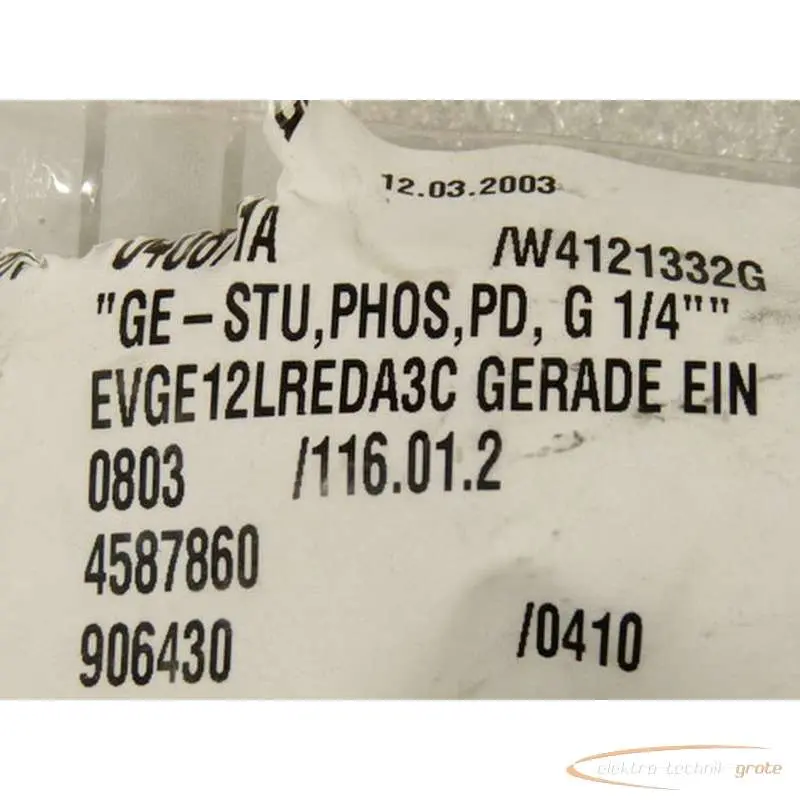 12.03.2003
/W4121332G
"GE-STU,PHOS,PD, G 1/4""
EVGE12LREDA3C GERADE EIN
0803 /116.01.2
4587860
906430 /0410
elektro-technik grote